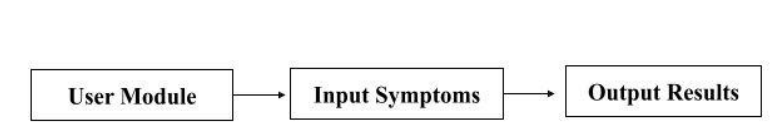 User Module
Input Symptoms
Output Results